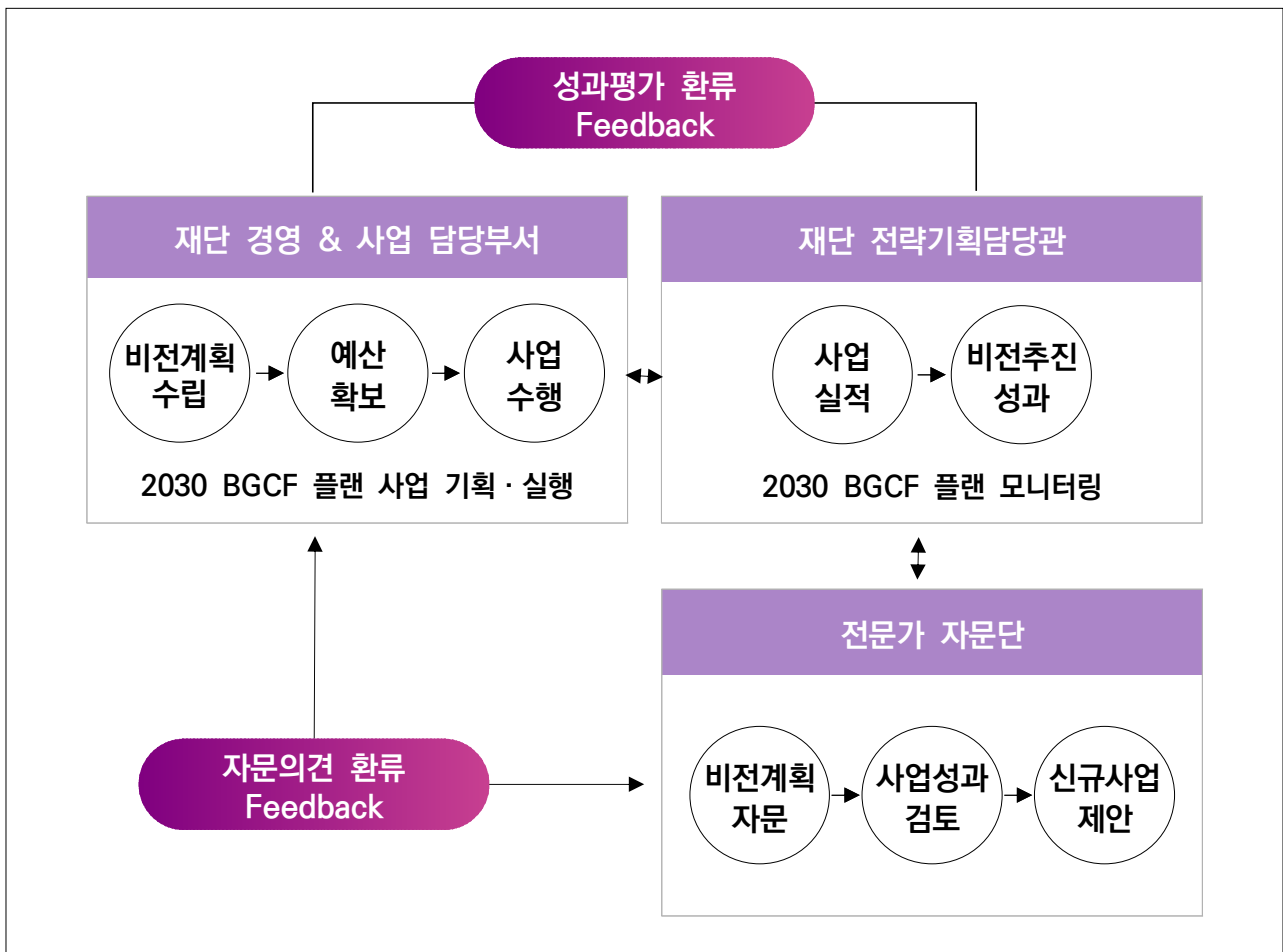 성과평가 환류
Feedback
재단 경영 & 사업 담당부서
비전계획
수립
예산
확보
사업
수행
2030 BGCF 플랜 사업 기획 · 실행
재단 전략기획담당관
사업
실적
비전추진
성과
2030 BGCF 플랜 모니터링
전문가 자문단
비전계획
자문
사업성과
검토
신규사업
제안
자문의견 환류
Feedback